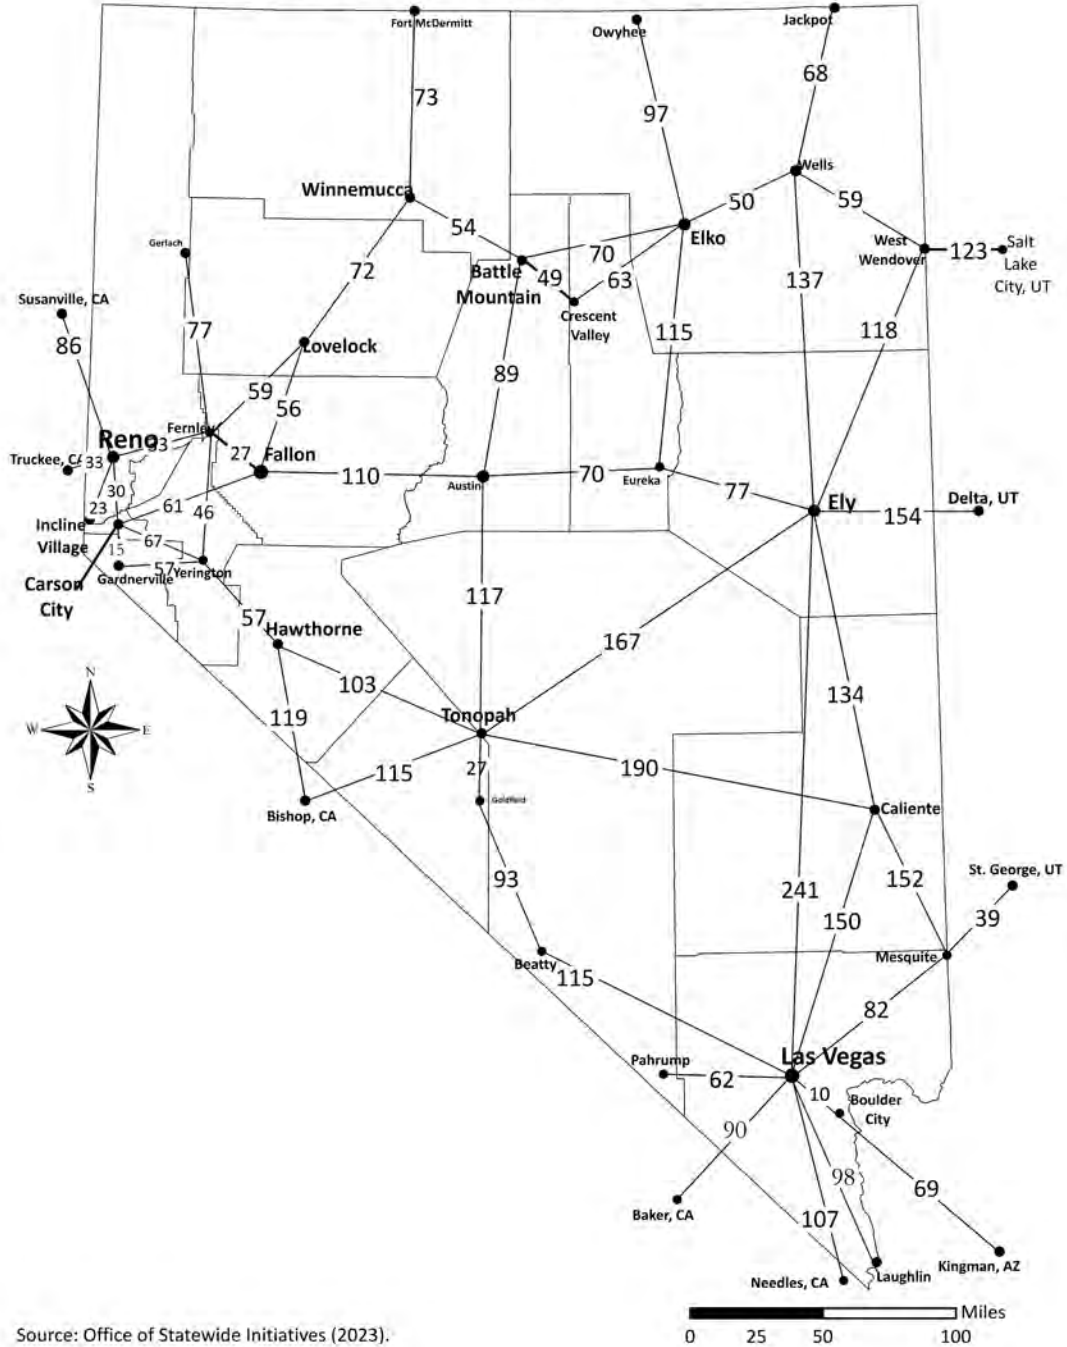 Fort McDermitt
Owyhee
Jackpot
73
97
68
Winnemucca
Wells
54
50
59
Elko
Gerlach
72
70
Battle
Mountain
49
63
137
West
Wendover
123
Salt
Lake
City, UT
Susanville, CA
86
77
Lovelock
Crescent
Valley
115
118
89
59
56
Reno
Fernley
33
27
Fallon
Truckee, CA
33
30
23
61
46
110
Austin
70
Eureka
77
Ely
154
Delta, UT
Incline
Village
15
67
57
Gardnerville
Yerington
Carson
City
57
Hawthorne
117
167
N
W
E
S
103
119
Tonopah
134
115
27
190
Bishop, CA
Goldfield
Caliente
93
241
150
152
St. George, UT
39
Beatty
115
Mesquite
82
Las Vegas
Pahrump
62
10
Boulder
City
90
98
69
107
Baker, CA
Needles, CA
Laughlin
Kingman, AZ
Miles
0
25
50
100
Source: Office of Statewide Initiatives (2023).